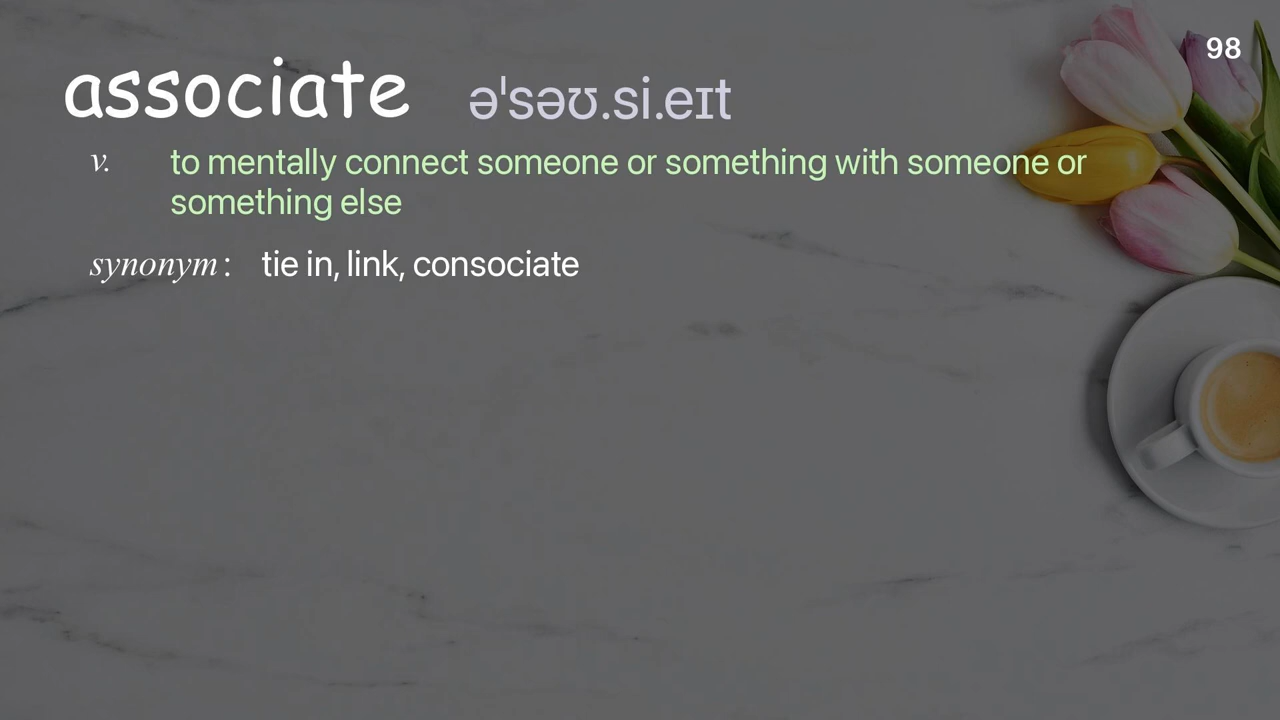 98
associate əˈsəʊ.si.eɪt
v. to mentally connect someone or something with someone or
something else
synonym : tie in, link, consociate